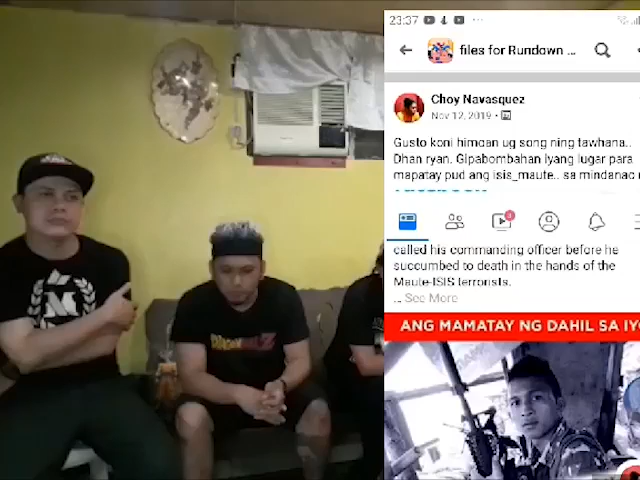 23:37
files for Rundown ...
Choy Navasquez
Nov 12, 2019
Gusto koni himoan ug song ning tawhana..
Dhan ryan. Gipabombahan iyang lugar para
mapatay pud ang isis_maute.. sa mindanac
called his commanding officer before he
succumbed to death in the hands of the
Maute-ISIS terrorists.
... See More
ANG MAMATAY NG DAHIL SA IYO
M
DRAGON Z